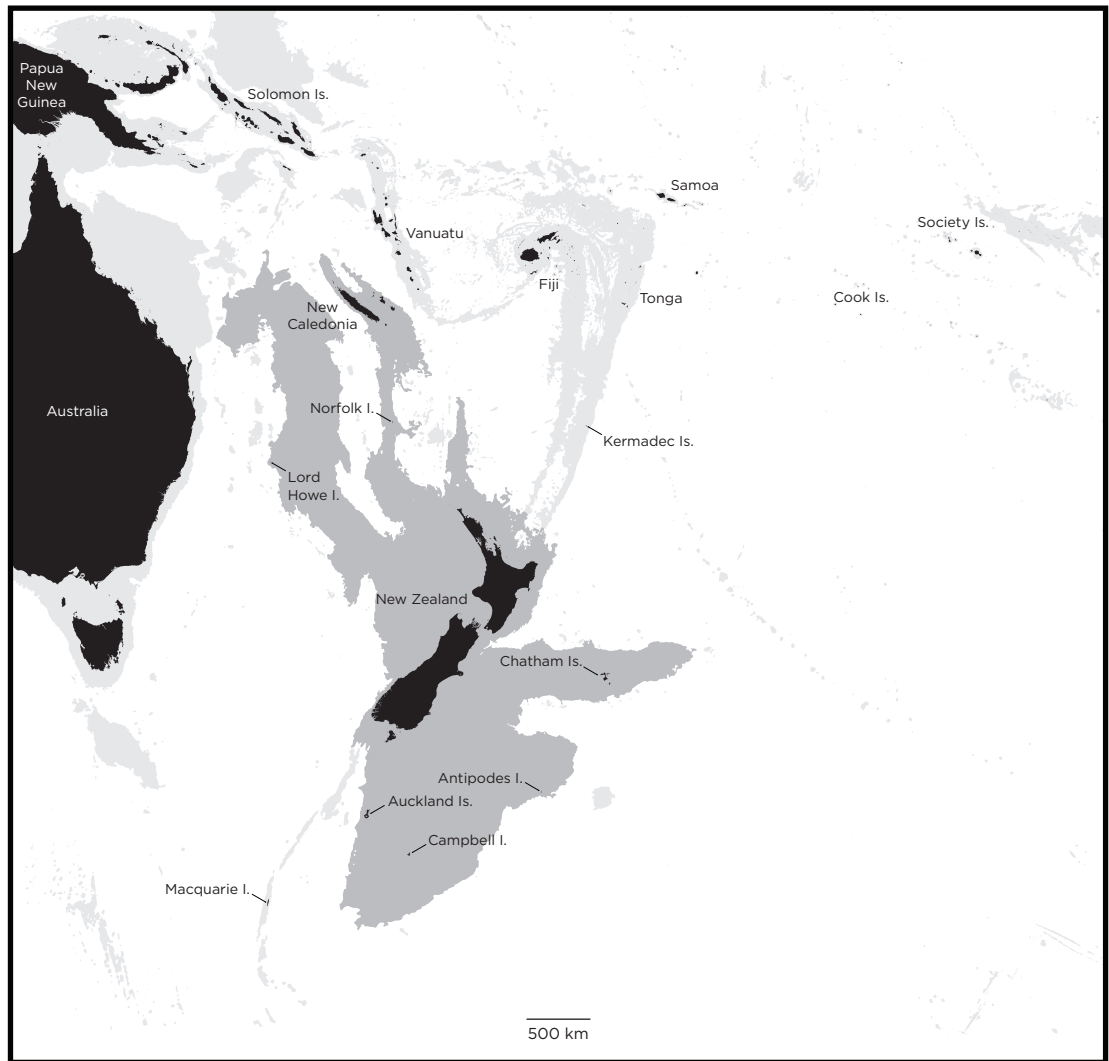 Papua
New
Guinea
Solomon Is.
Samoa
Society Is.
Vanuatu
Fiji
Tonga
Cook Is.
New
Caledonia
Australia
Norfolk I.
Kermadec Is.
Lord
Howe I.
New Zealand
Chatham Is.
Antipodes I.
Auckland Is.
Campbell I.
Macquarie I.
500 km